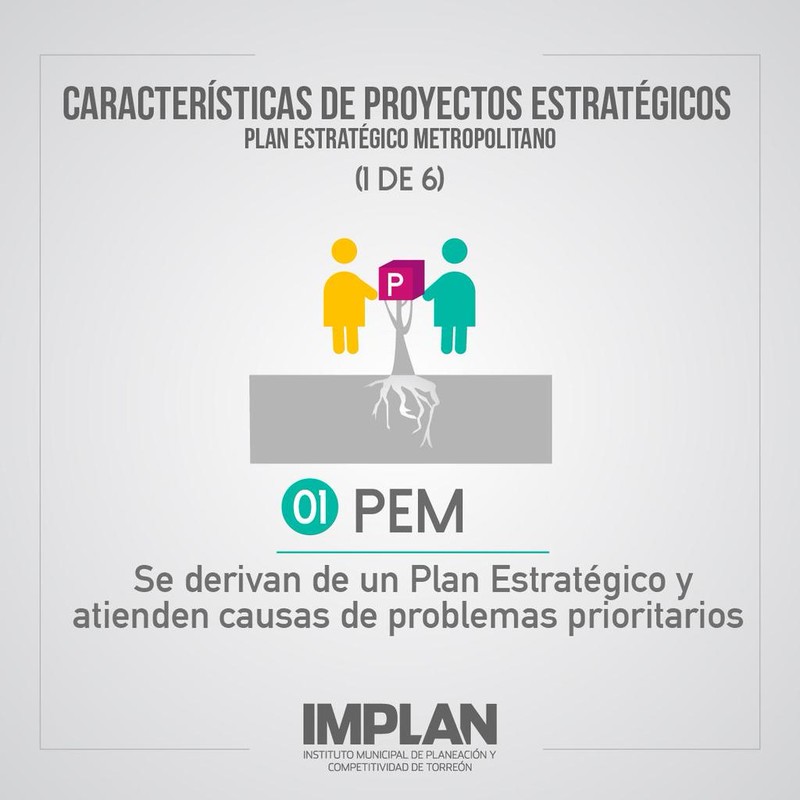 CARACTERÍSTICAS DE PROYECTOS ESTRATÉGICOS
PLAN ESTRATÉGICO METROPOLITANO
(1 DE 6)
P
01 PEM
Se derivan de un Plan Estratégico y
atienden causas de problemas prioritarios
IMPLAN
INSTITUTO MUNICIPAL DE PLANEACIÓN Y
COMPETITIVIDAD DE TORREÓN